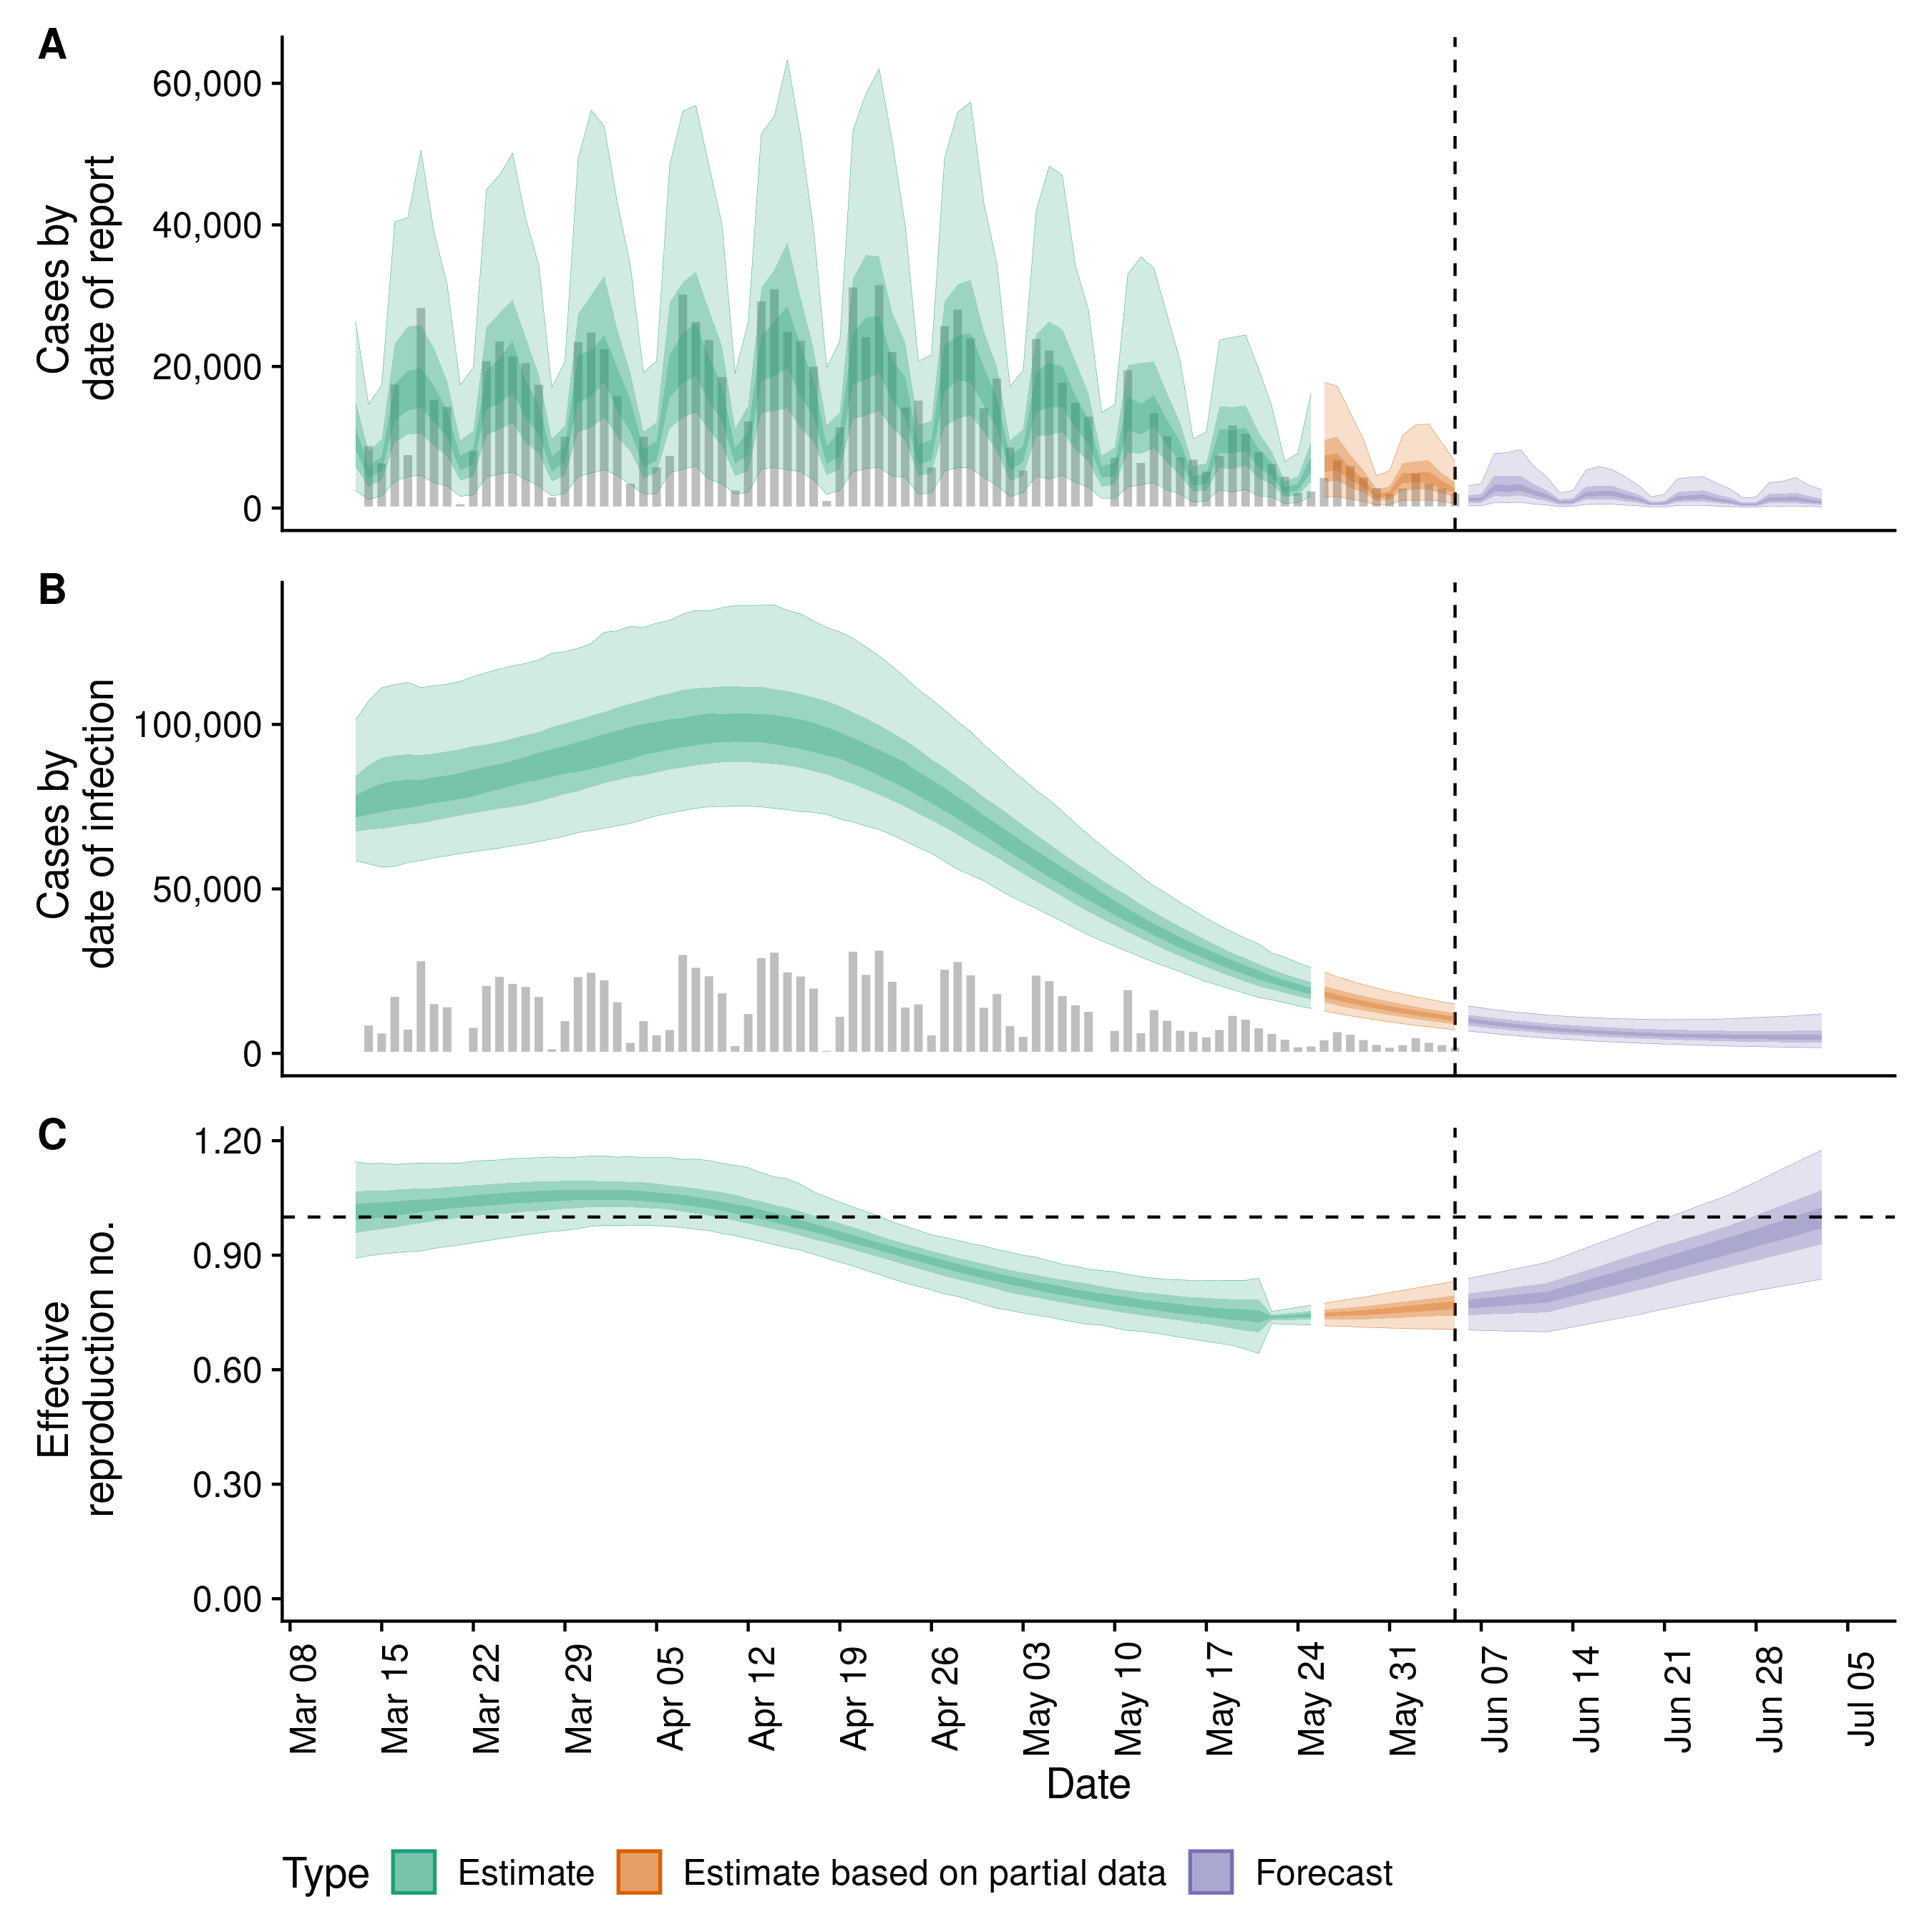 A
Cases by
date of report
60,000
40,000
20,000
0
B
Cases by
date of infection
100,000
50,000
0
C
Effective
reproduction no.
1.20
0.90
0.60
0.30
0.00
Mar 08
Mar 15
Mar 22
Mar 29
Apr 05
Apr 12
Apr 19
Apr 26
May 03
May 10
May 17
May 24
May 31
Jun 07
Jun 14
Jun 21
Jun 28
Jul 05
Date
Type Estimate Estimate based on partial data Forecast